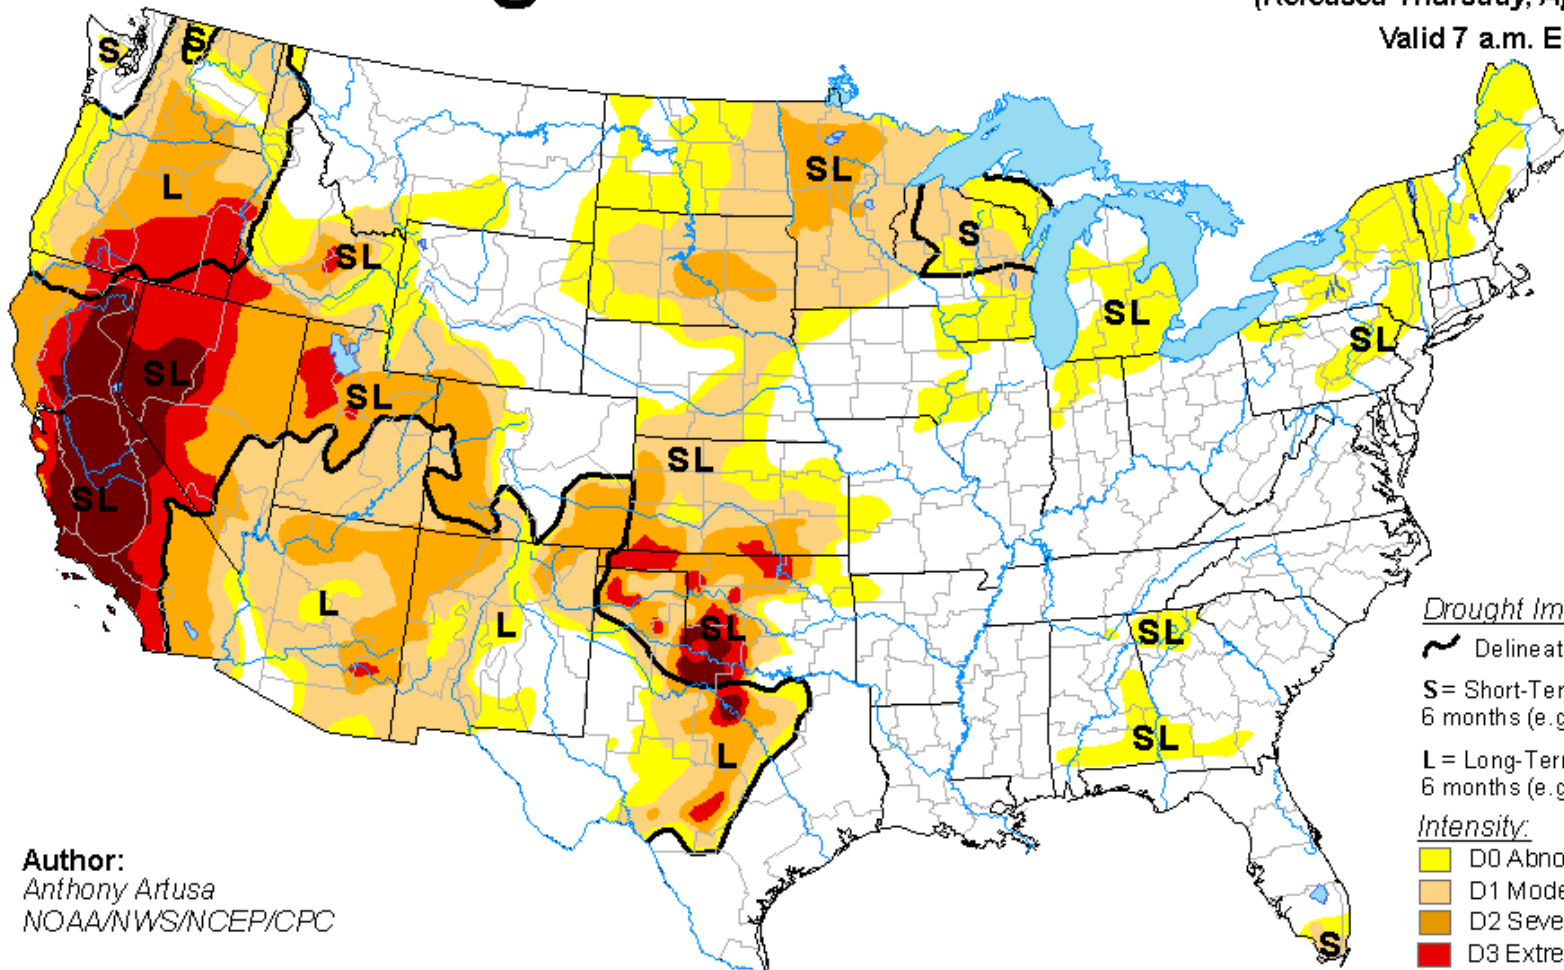 Valid 7 a.m. E
S
S
SL
L
S
SL
SL
SL
SL
SL
SL
SL
SL
L
L
SL
SL
L
SL
S
Drought Im
Delineat
S = Short-Ter
6 months (e.g
L = Long-Term
6 months (e.g
Intensity:
D0 Abno
D1 Mode
D2 Seve
D3 Extre
Author:
Anthony Artusa
NOAA/NWS/NCEP/CPC